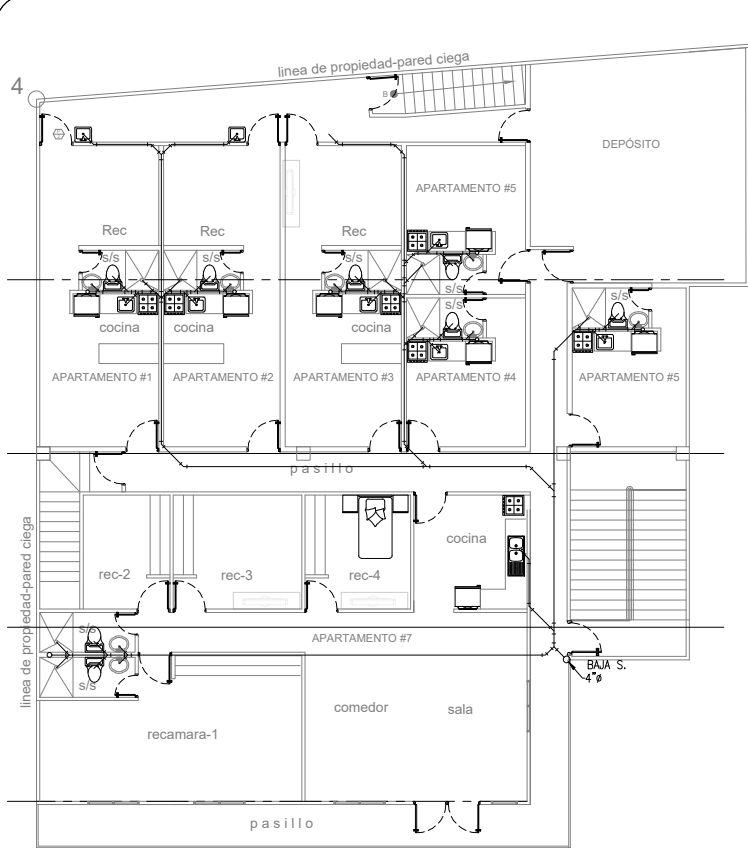 linea de propiedad-pared ciega
4
B
DEPÓSITO
APARTAMENTO #5
Rec
Rec
Rec
s/s
s/s
s/s
s/s
s/s
s/s
cocina
cocina
cocina
APARTAMENTO #1
APARTAMENTO #2
APARTAMENTO #3
APARTAMENTO #4
APARTAMENTO #5
pasillo
linea de propiedad-pared ciega
cocina
rec-2
rec-3
rec-4
s/s
APARTAMENTO #7
BAJA S.
4"ø
s/s
comedor
sala
recamara-1
pasillo